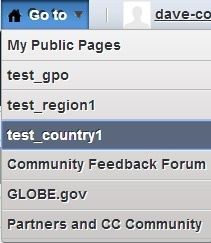 Go to dave-co
My Public Pages
test_gpo
test_region1
test_country1
Community Feedback Forum
GLOBE.gov
Partners and CC Community